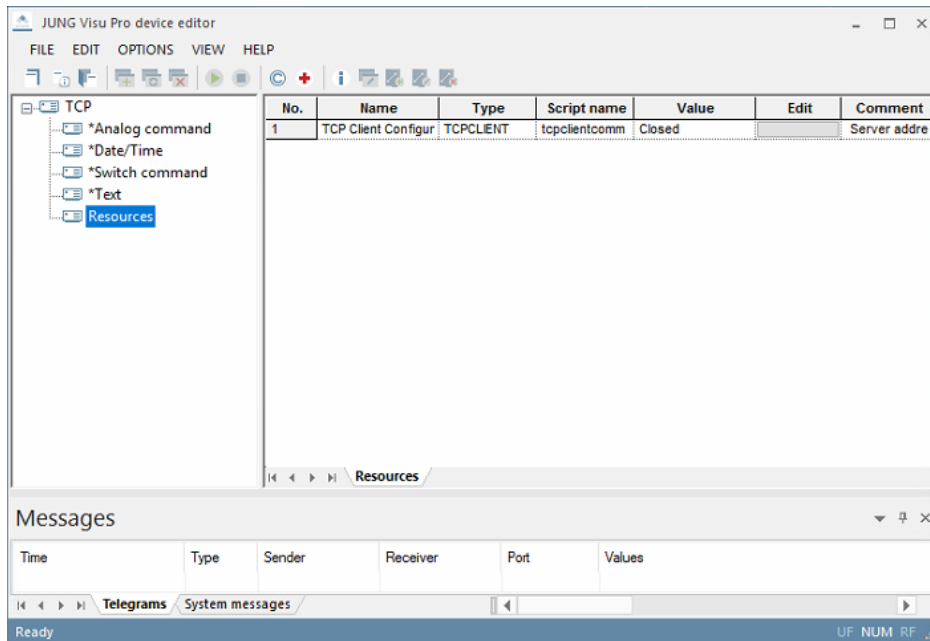 JUNG Visu Pro device editor
FILE EDIT OPTIONS VIEW HELP
TCP
*Analog command
*Date/Time
*Switch command
*Text
Resources
No. Name Type Script name Value Edit Comment
1 TCP Client Configur TCPCLIENT tcpclientcomm Closed Server addre
Resources
Messages
Time Type Sender Receiver Port Values
Telegrams System messages
Ready UF NUM RF